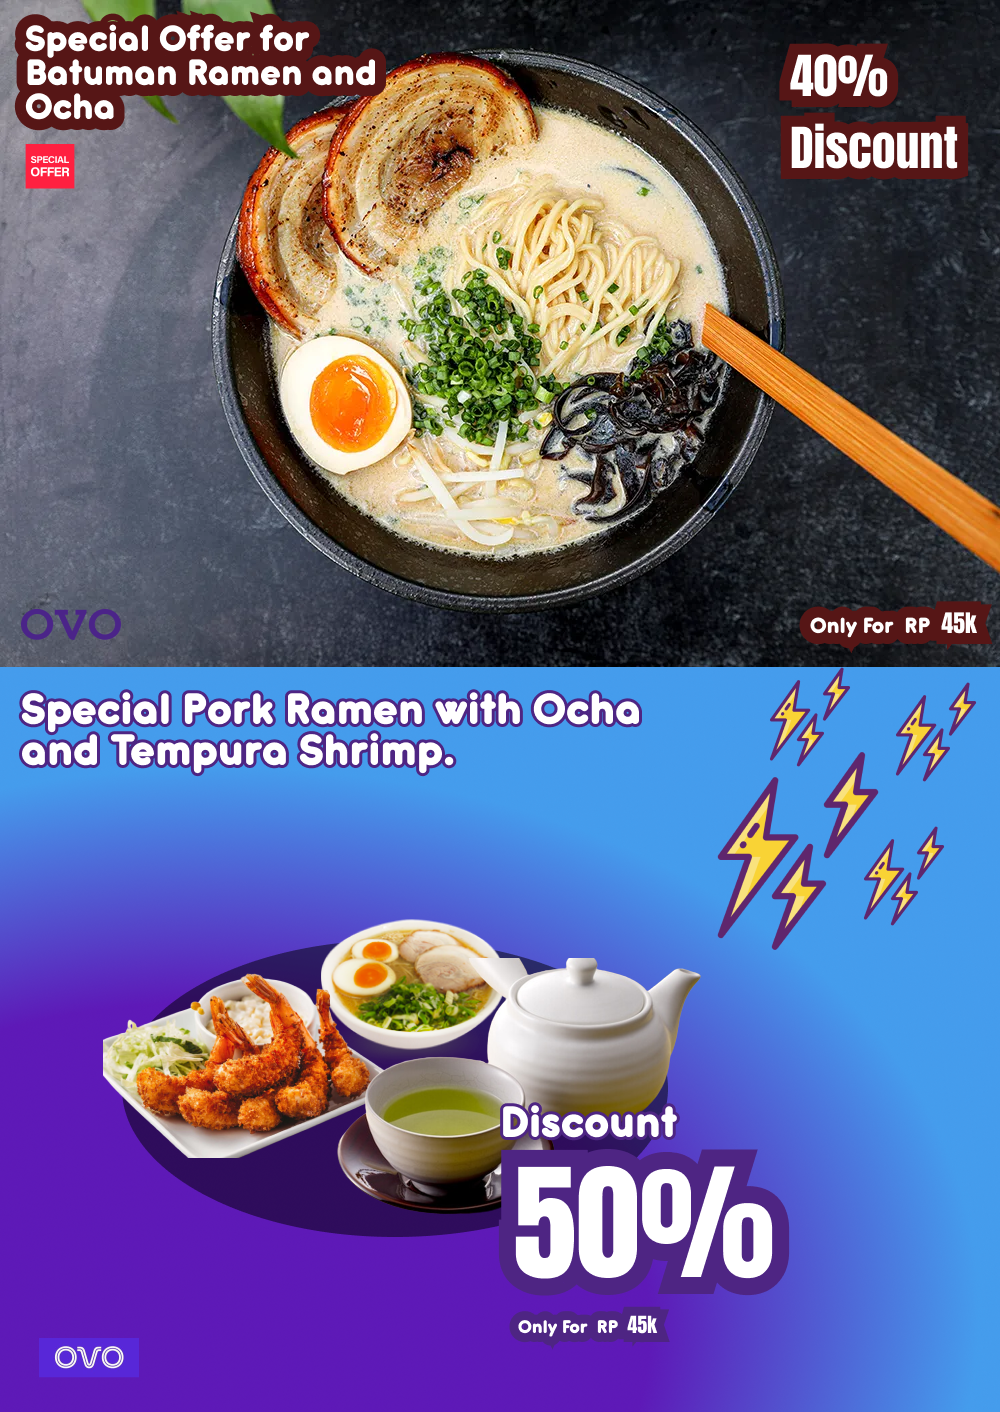 Special Offer for
Batuman Ramen and
Ocha
SPECIAL
OFFER
40%
Discount
OVO
Only For RP 45k
Special Pork Ramen with Ocha
and Tempura Shrimp.
Discount
50%
Only For RP 45k
OVO